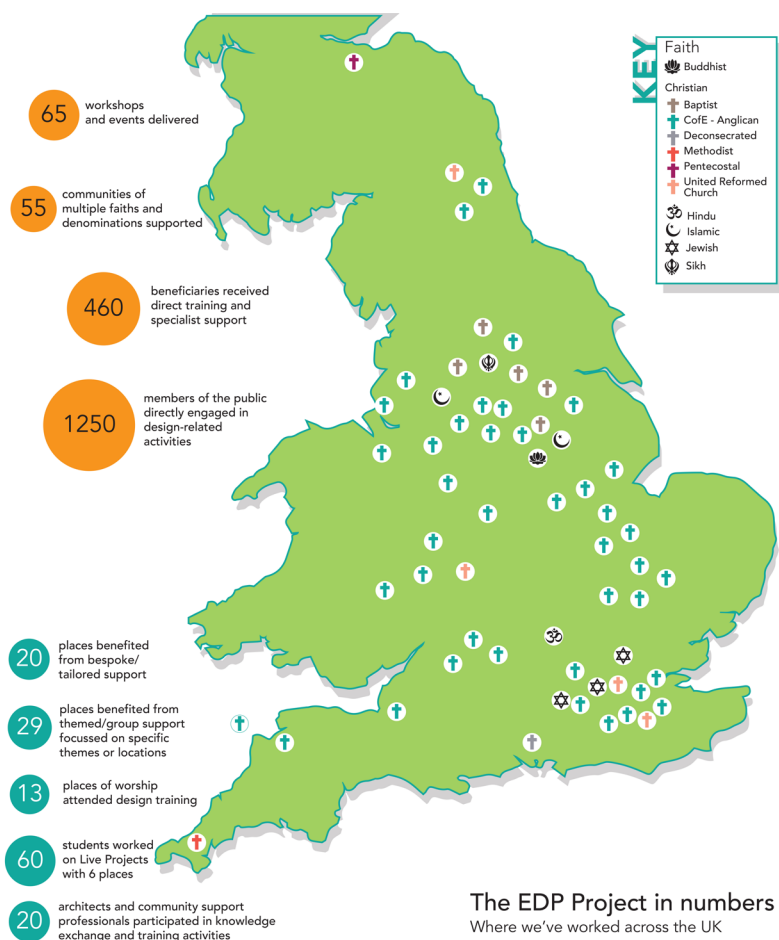 65
workshops
and events delivered
55
communities of
multiple faiths and
denominations supported
460
beneficiaries received
direct training and
specialist support
1250
members of the public
directly engaged in
design-related
activities
KEY
Faith
Buddhist
Christian
Baptist
CofE - Anglican
Deconsecrated
Methodist
Pentecostal
United Reformed
Church
Hindu
Islamic
Jewish
Sikh
20
places benefited
from bespoke/
tailored support
29
places benefited from
themed/group support
focussed on specific
themes or locations
13
places of worship
attended design training
60
students worked
on Live Projects
with 6 places
20
architects and community support
professionals participated in knowledge
exchange and training activities
The EDP Project in numbers
Where we've worked across the UK